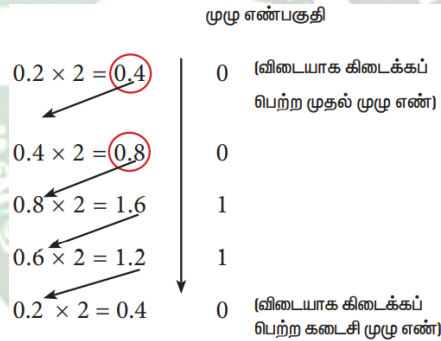 முழு எண்பகுதி
0.2 × 2 = 0.4 0 (விடையாக கிடைக்கப்
பெற்ற முதல் முழு எண்)
0.4 × 2 = 0.8 0
0.8 × 2 = 1.6 1
0.6 × 2 = 1.2 1
0.2 × 2 = 0.4 0 (விடையாக கிடைக்கப்
பெற்ற கடைசி முழு எண்)